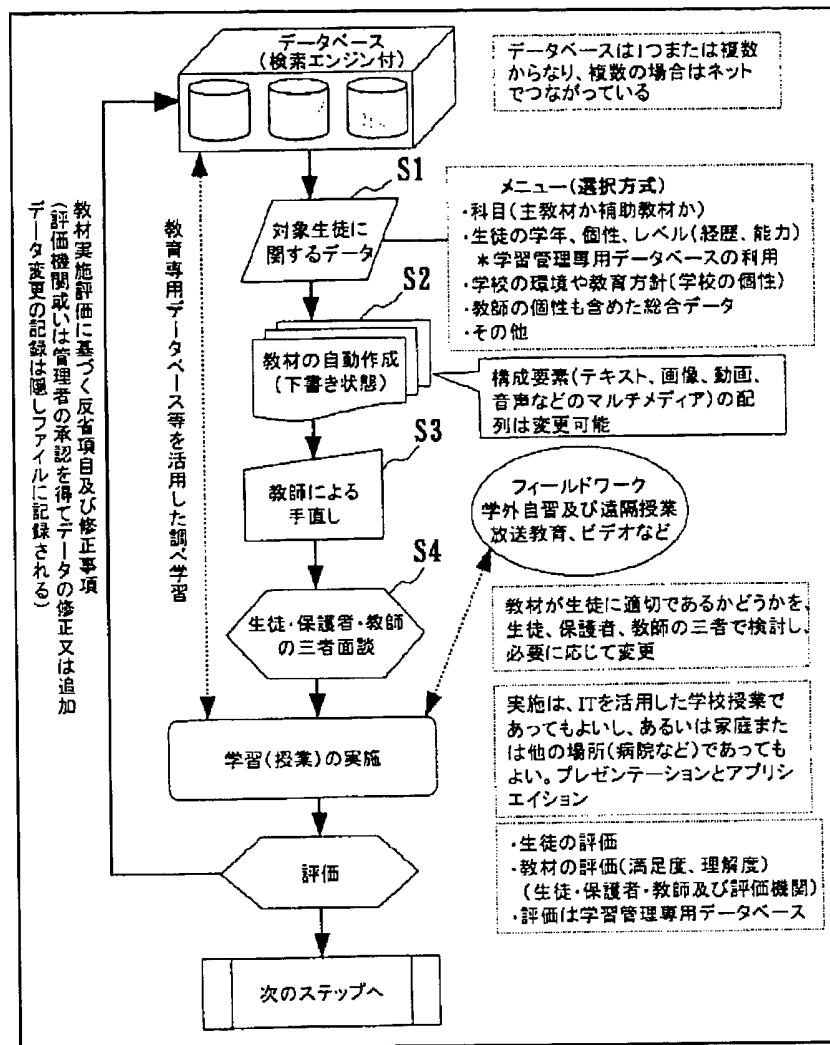 データベース
(検索エンジン付)
データベースは1つまたは複数
からなり、複数の場合はネット
でつながっている
S1
対象生徒に
関するデータ
メニュー(選択方式)
・科目(主教材か補助教材か)
・生徒の学年、個性、レベル(経歴、能力)
*学習管理専用データベースの利用
・学校の環境や教育方針(学校の個性)
・教師の個性も含めた総合データ
・その他
S2
教材の自動作成
(下書き状態)
構成要素(テキスト、画像、動画、
音声などのマルチメディア)の配
列は変更可能
S3
教師による
手直し
フィールドワーク
学外自習及び遠隔授業
放送教育、ビデオなど
S4
生徒・保護者・教師
の三者面談
教材が生徒に適切であるかどうかを、
生徒、保護者、教師の三者で検討し、
必要に応じて変更
学習(授業)の実施
実施は、ITを活用した学校授業で
あってもよいし、あるいは家庭また
は他の場所(病院など)であっても
よい。プレゼンテーションとアプリシ
エイション
評価
・生徒の評価
・教材の評価(満足度、理解度)
(生徒・保護者・教師及び評価機関)
・評価は学習管理専用データベース
次のステップへ
教育専用データベース等を活用した調べ学習
教材実施評価に基づく反省項目及び修正事項
(評価機関或いは管理者の承認を得てデータの修正又は追加
データ変更の記録は隠しファイルに記録される)